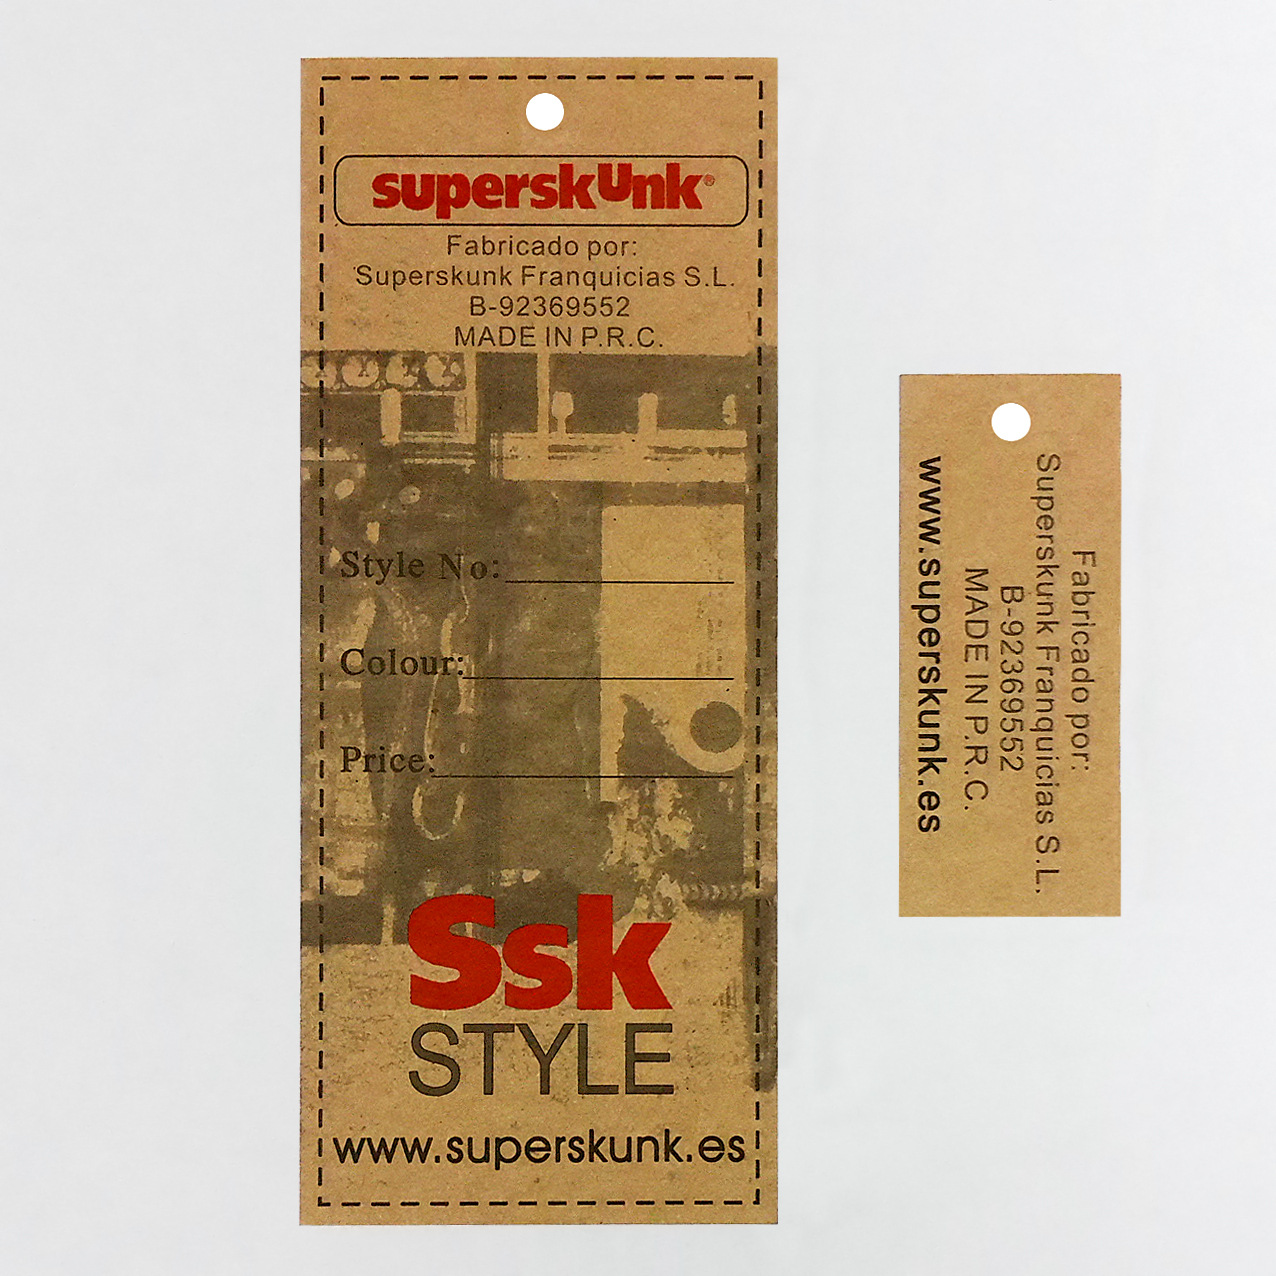 superskUnk®
Fabricado por:
Superskunk Franquicias S.L.
B-92369552
MADE IN P.R.C.
Style No:
Colour:
Price:
Ssk
STYLE
www.superskunk.es
Fabricado por:
Superskunk Franquicias S.L.
B-92369552
MADE IN P.R.C.
www.superskunk.es